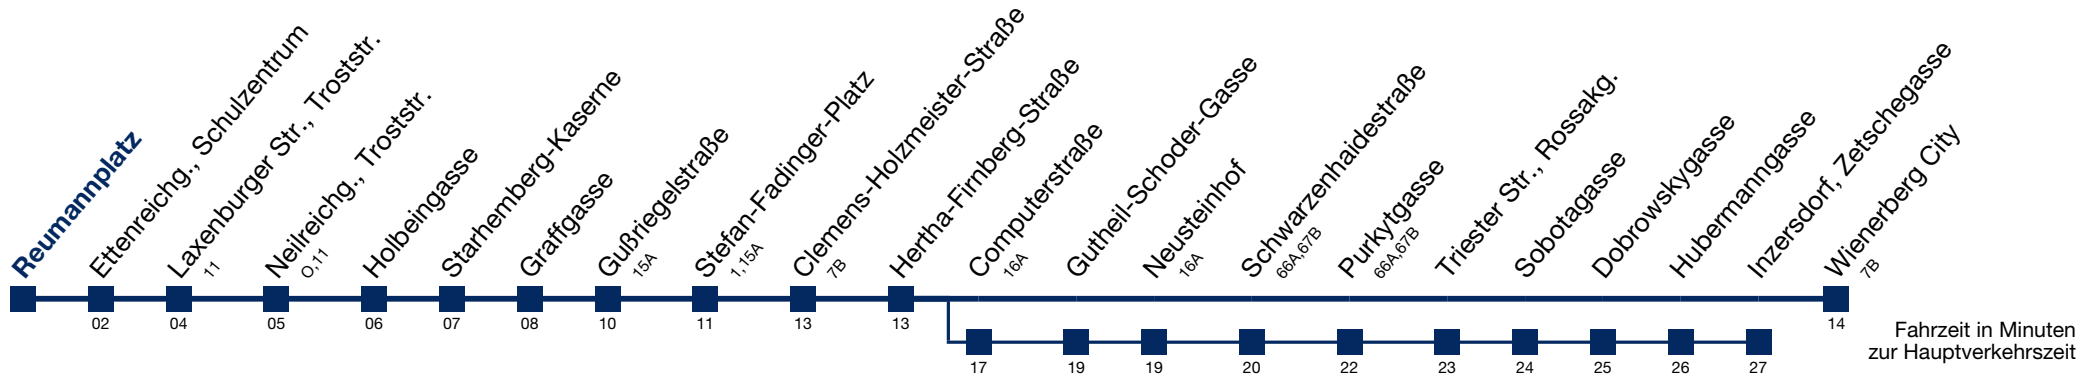 Reumannplatz
Ettenreichg., Schulzentrum
Laxenburger Str., Troststr.
11
Neilreichg., Troststr.
O,11
Holbeingasse
Starhemberg-Kaserne
Graffgasse
Gußriegelstraße
15A
Stefan-Fadinger-Platz
1,15A
Clemens-Holzmeister-Straße
7B
Hertha-Firnberg-Straße
Computerstraße
16A
Gutheil-Schoder-Gasse
Neusteinhof
16A
Schwarzenhaidestraße
66A,67B
Purkytgasse
66A,67B
Triester Str., Rossakg.
Sobotagasse
Dobrowskygasse
Hubermanngasse
Inzersdorf, Zetschegasse
Wienerberg City
7B
02 04 05 06 07 08 10 11 13 13 14
17 19 19 20 22 23 24 25 26 27
Fahrzeit in Minuten
zur Hauptverkehrszeit